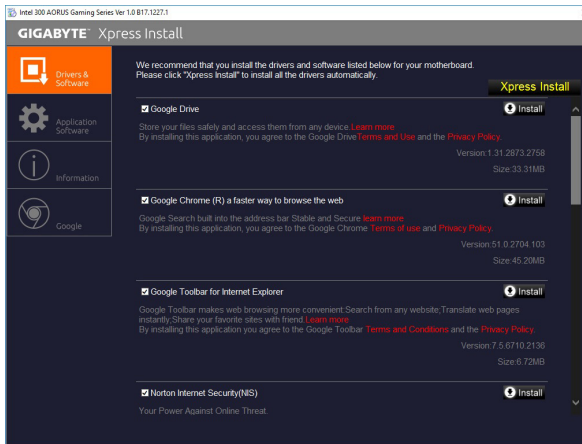 Intel 300 AORUS Gaming Series Ver 1.0 B17.1227.1
GIGABYTE™ Xpress Install
Drivers &
Software
Application
Software
Information
Google
We recommend that you install the drivers and software listed below for your motherboard.
Please click "Xpress Install" to install all the drivers automatically.
Xpress Install
Google Drive
Install
Store your files safely and access them from any device.Learn more
By installing this application, you agree to the Google DriveTerms and Use and the Privacy Policy.
Version:1.31.2873.2758
Size:33.31MB
Google Chrome (R) a faster way to browse the web
Install
Google Search built into the address bar Stable and Secure learn more
By installing this application, you agree to the Google Chrome Terms of use and Privacy Policy.
Version:51.0.2704.103
Size:45.20MB
Google Toolbar for Internet Explorer
Install
Google Toolbar makes web browsing more convenient:Search from any website;Translate web pages
instantly;Share your favorite sites with friend.Learn more
By installing this application you agree to the Google Toolbar Terms and Conditions and the Privacy Policy.
Version:7.5.6710.2136
Size:6.72MB
Norton Internet Security(NIS)
Install
Your Power Against Online Threat.